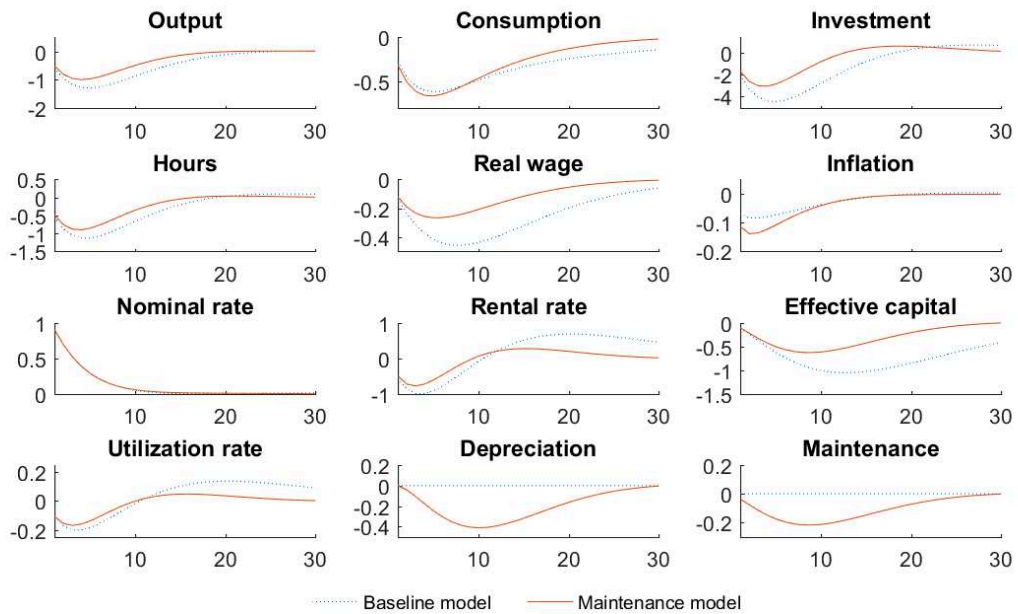 Output
0
-1
-2
10 20 30
Consumption
0
-0.5
10 20 30
Investment
0
-2
-4
10 20 30
Hours
0.5
0
-0.5
-1
-1.5
10 20 30
Real wage
0
-0.2
-0.4
10 20 30
Inflation
0
-0.1
-0.2
10 20 30
Nominal rate
1
0.5
0
10 20 30
Rental rate
1
0
-1
10 20 30
Effective capital
0
-0.5
-1
-1.5
10 20 30
Utilization rate
0.2
0
-0.2
10 20 30
Depreciation
0.2
0
-0.2
-0.4
10 20 30
Maintenance
0.2
0
-0.2
10 20 30
Baseline model Maintenance model